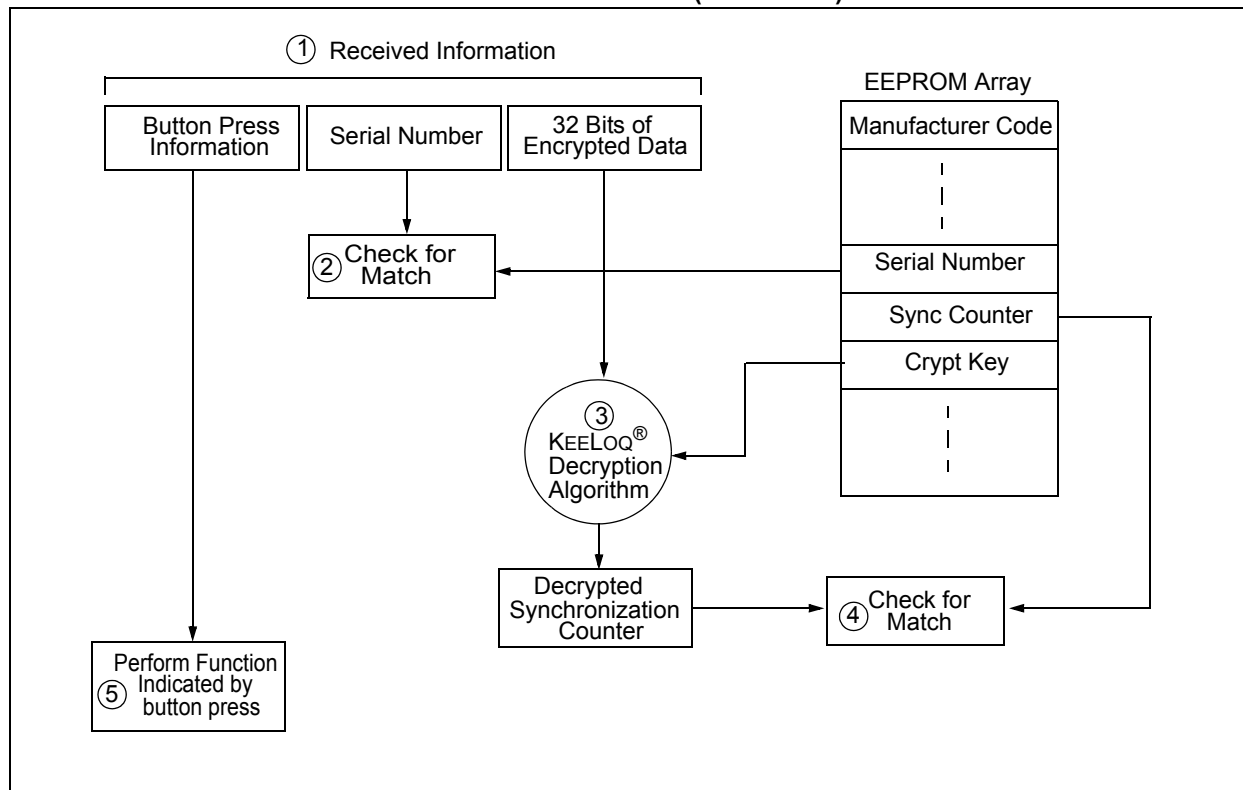 ① Received Information
EEPROM Array
Button Press
Information
Serial Number
32 Bits of
Encrypted Data
Manufacturer Code
② Check for
Match
Serial Number
Sync Counter
Crypt Key
③
KEELOQ®
Decryption
Algorithm
Decrypted
Synchronization
Counter
④ Check for
Match
Perform Function
⑤ Indicated by
button press